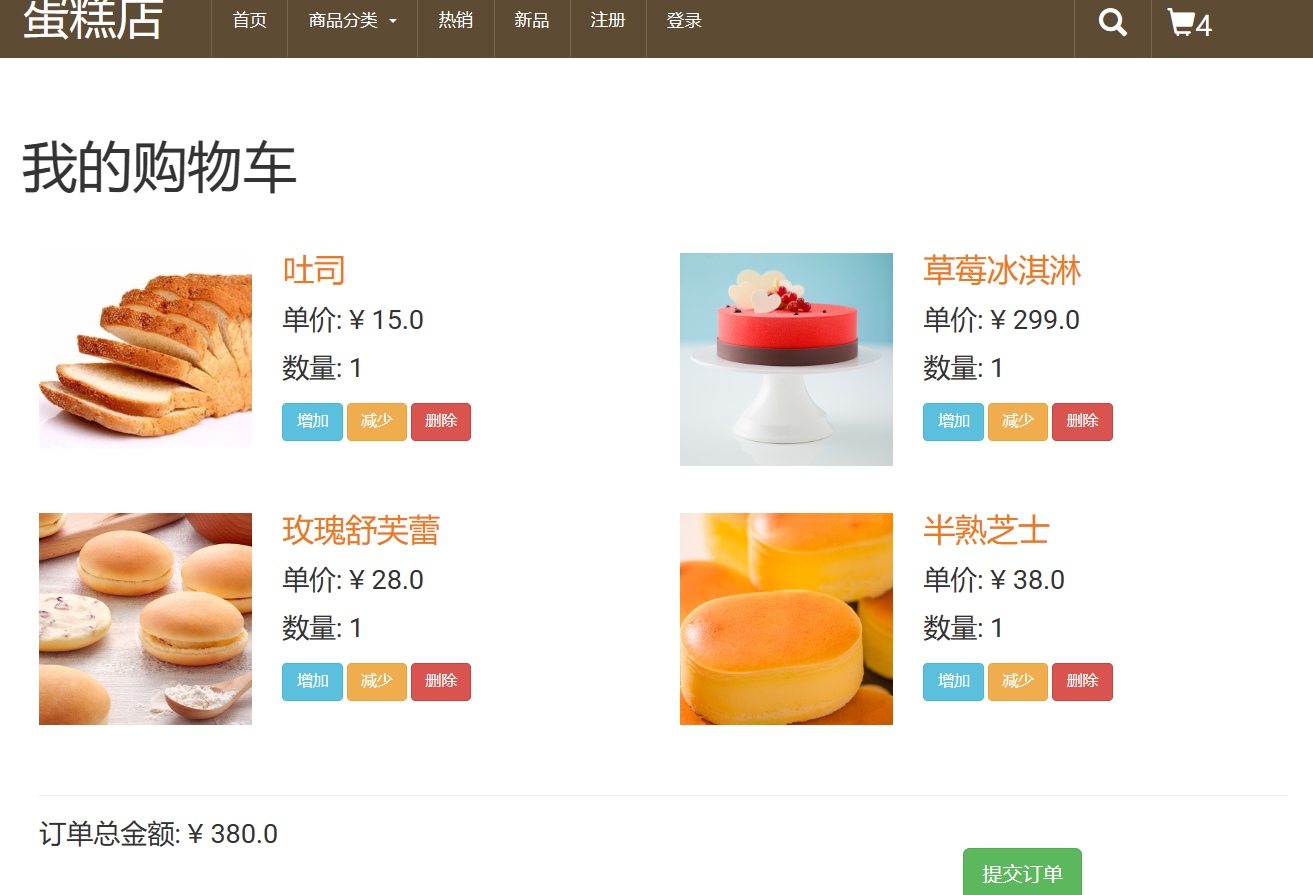 蛋糕店 首页 商品分类 热销 新品 注册 登录 4
我的购物车
吐司
单价: ¥ 15.0
数量: 1
增加 减少 删除
草莓冰淇淋
单价: ¥ 299.0
数量: 1
增加 减少 删除
玫瑰舒芙蕾
单价: ¥ 28.0
数量: 1
增加 减少 删除
半熟芝士
单价: ¥ 38.0
数量: 1
增加 减少 删除
订单总金额: ¥ 380.0
提交订单